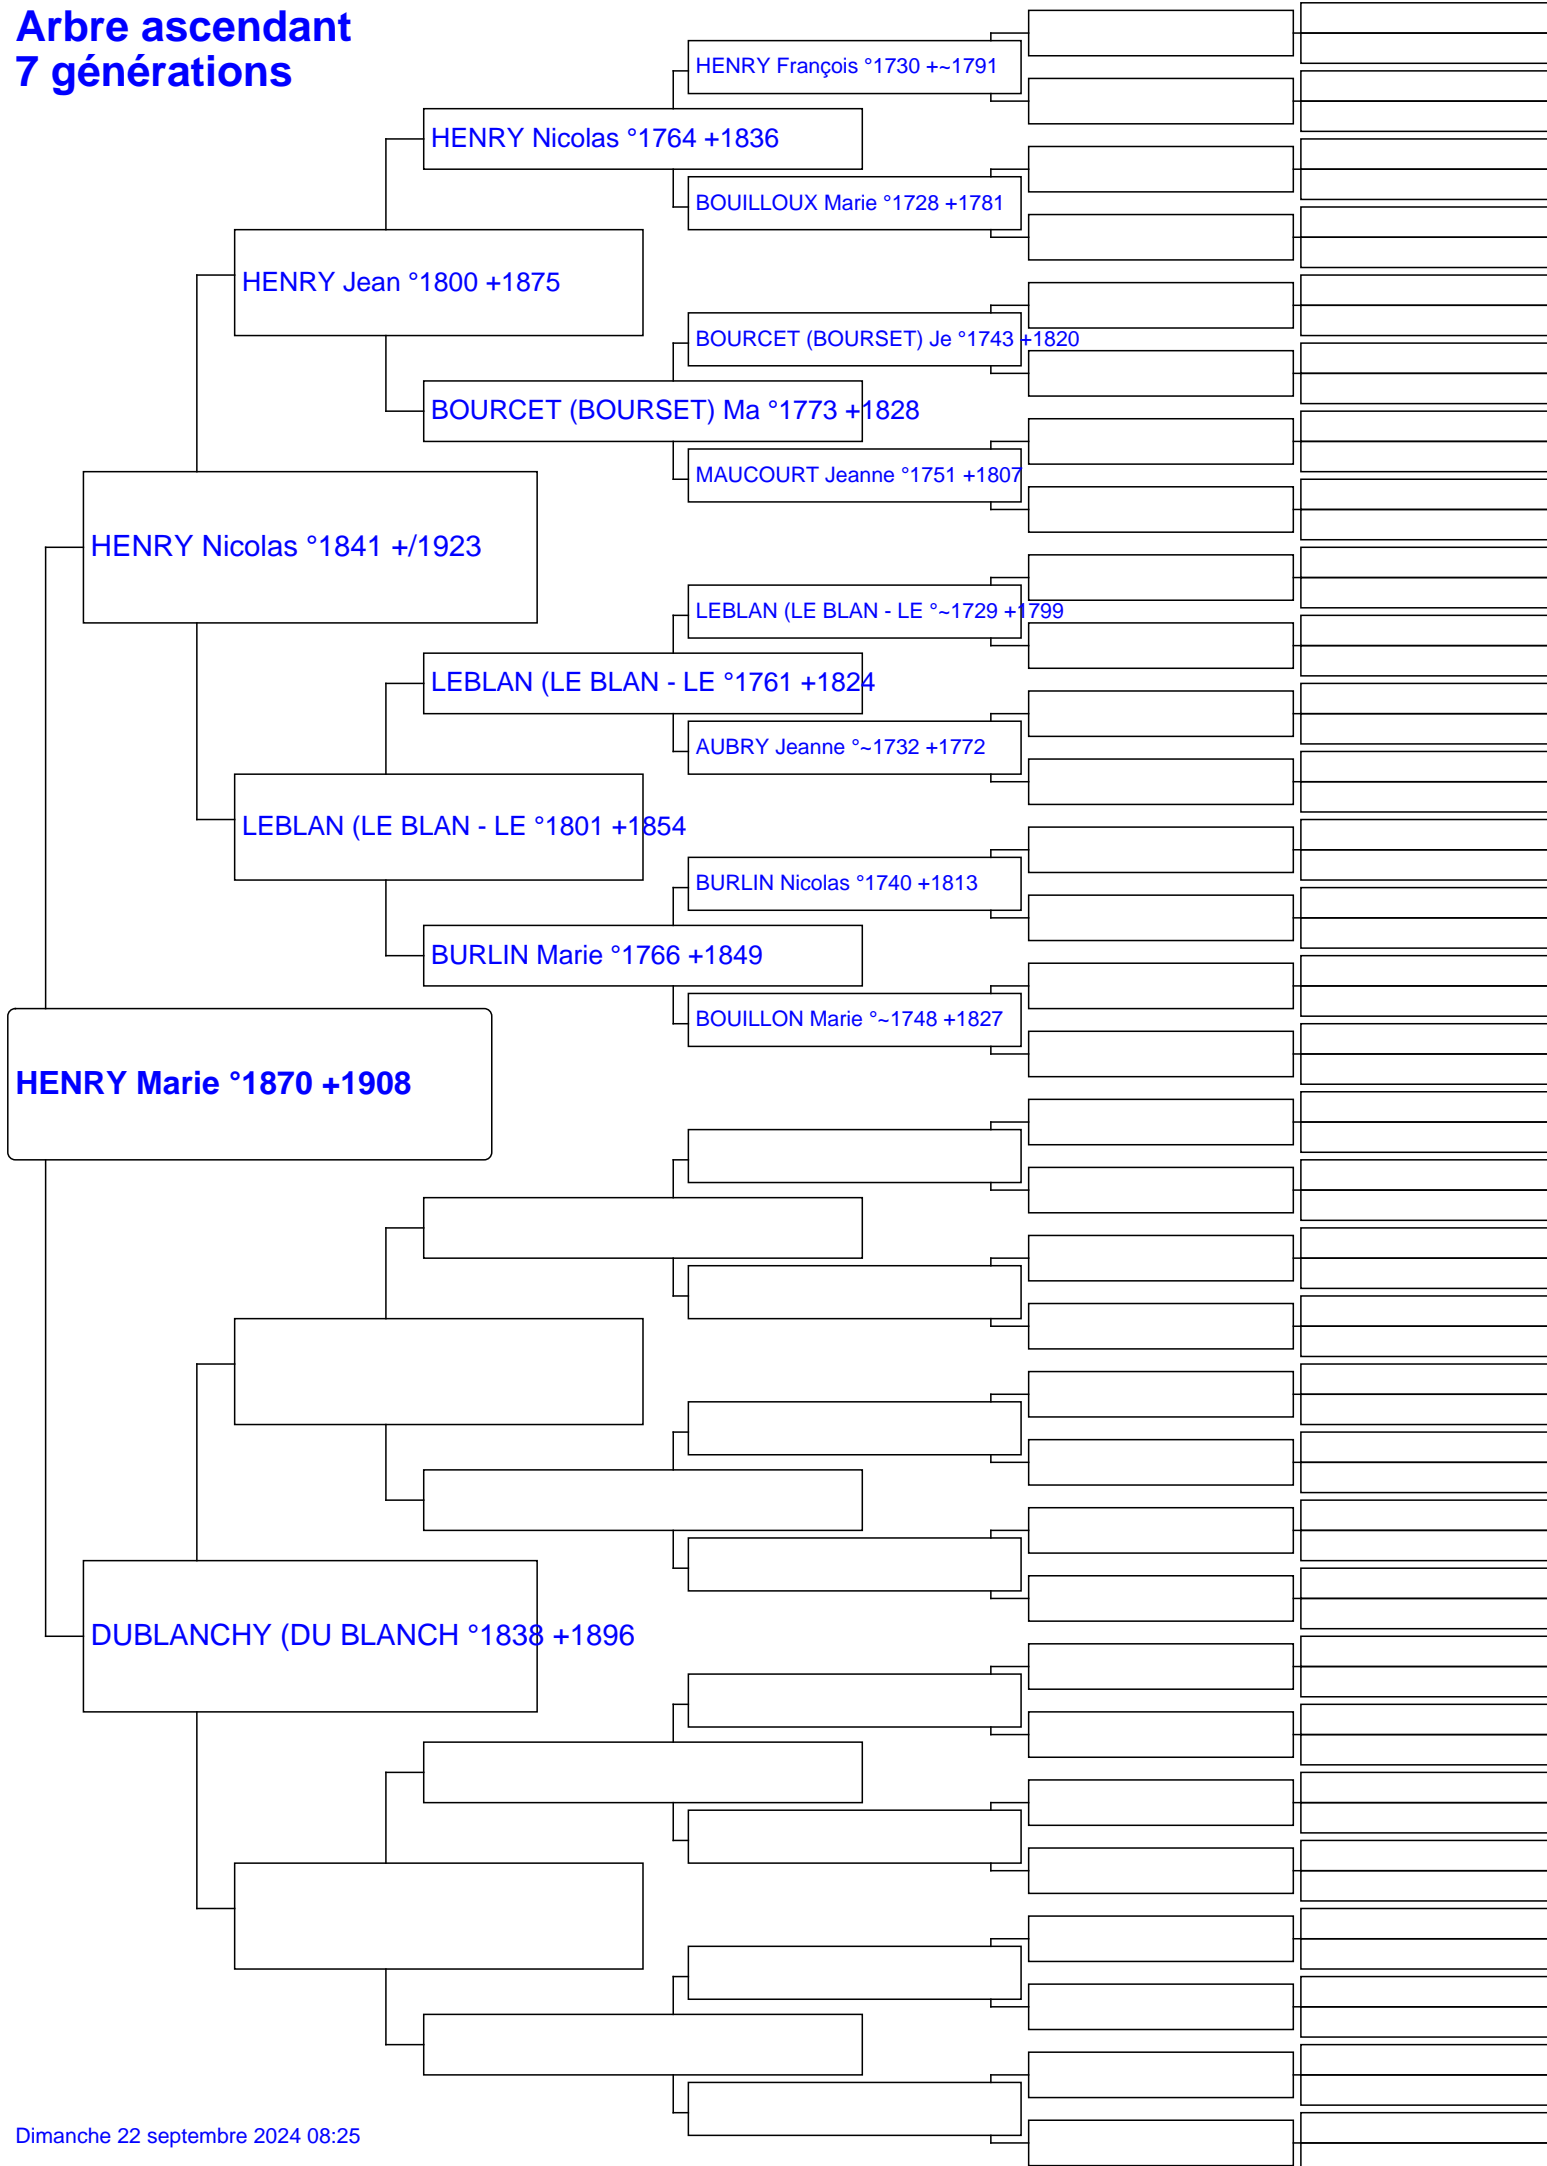 Arbre ascendant
7 générations
HENRY François °1730 +~1791
HENRY Nicolas °1764 +1836
BOUILLOUX Marie °1728 +1781
HENRY Jean °1800 +1875
BOURCET (BOURSET) Je °1743 +1820
BOURCET (BOURSET) Ma °1773 +1828
MAUCOURT Jeanne °1751 +1807
HENRY Nicolas °1841 +/1923
LEBLAN (LE BLAN - LE °~1729 +1799
LEBLAN (LE BLAN - LE °1761 +1824
AUBRY Jeanne °~1732 +1772
LEBLAN (LE BLAN - LE °1801 +1854
BURLIN Nicolas °1740 +1813
BURLIN Marie °1766 +1849
BOUILLON Marie °~1748 +1827
HENRY Marie °1870 +1908
DUBLANCHY (DU BLANCH °1838 +1896
Dimanche 22 septembre 2024 08:25